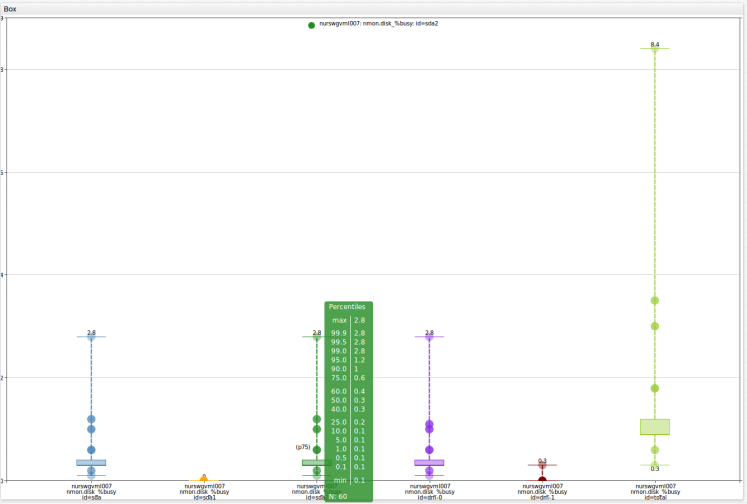 Box
nurswgvml007: nmon.disk_%busy: id=sda2
8.4
2.8
2.8
2.8
0.3
0.3
(p75)
Percentiles
max 2.8
99.9 2.8
99.5 2.8
99.0 2.8
95.0 1.2
90.0 1
75.0 0.6
60.0 0.4
50.0 0.3
40.0 0.3
25.0 0.2
10.0 0.1
5.0 0.1
1.0 0.1
0.5 0.1
0.1 0.1
min 0.1
N: 60
nurswgvml007
nmon.disk_%busy
id=sda
nurswgvml007
nmon.disk_%busy
id=sda1
nurswgvml007
nurswgvml007
nmon.disk_%busy
id=dm-0
nurswgvml007
nmon.disk_%busy
id=dm-1
nurswgvml007
nmon.disk_%busy
id=total